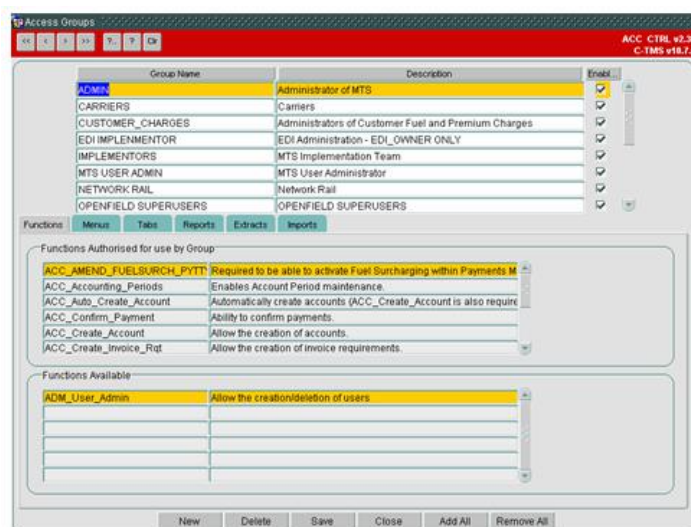 Access Groups
<< < > >> ?.. ? Clr
ACC CTRL v2.3
C-TMS v10.7.
Group Name Description Enabl...
ADMIN Administrator of MTS
CARRIERS Carriers
CUSTOMER_CHARGES Administrators of Customer Fuel and Premium Charges
EDI IMPLENMENTOR EDI Administration - EDI_OWNER ONLY
IMPLEMENTORS MTS Implementation Team
MTS USER ADMIN MTS User Administrator
NETWORK RAIL Network Rail
OPENFIELD SUPERUSERS OPENFIELD SUPERUSERS
Functions Menus Tabs Reports Extracts Imports
Functions Authorised for use by Group
ACC_AMEND_FUELSURCH_PYTT Required to be able to activate Fuel Surcharging within Payments M
ACC_Accounting_Periods Enables Account Period maintenance.
ACC_Auto_Create_Account Automatically create accounts (ACC_Create_Account is also require
ACC_Confirm_Payment Ability to confirm payments.
ACC_Create_Account Allow the creation of accounts.
ACC_Create_Invoice_Rqt Allow the creation of invoice requirements.
Functions Available
ADM_User_Admin Allow the creation/deletion of users
New Delete Save Close Add All Remove All